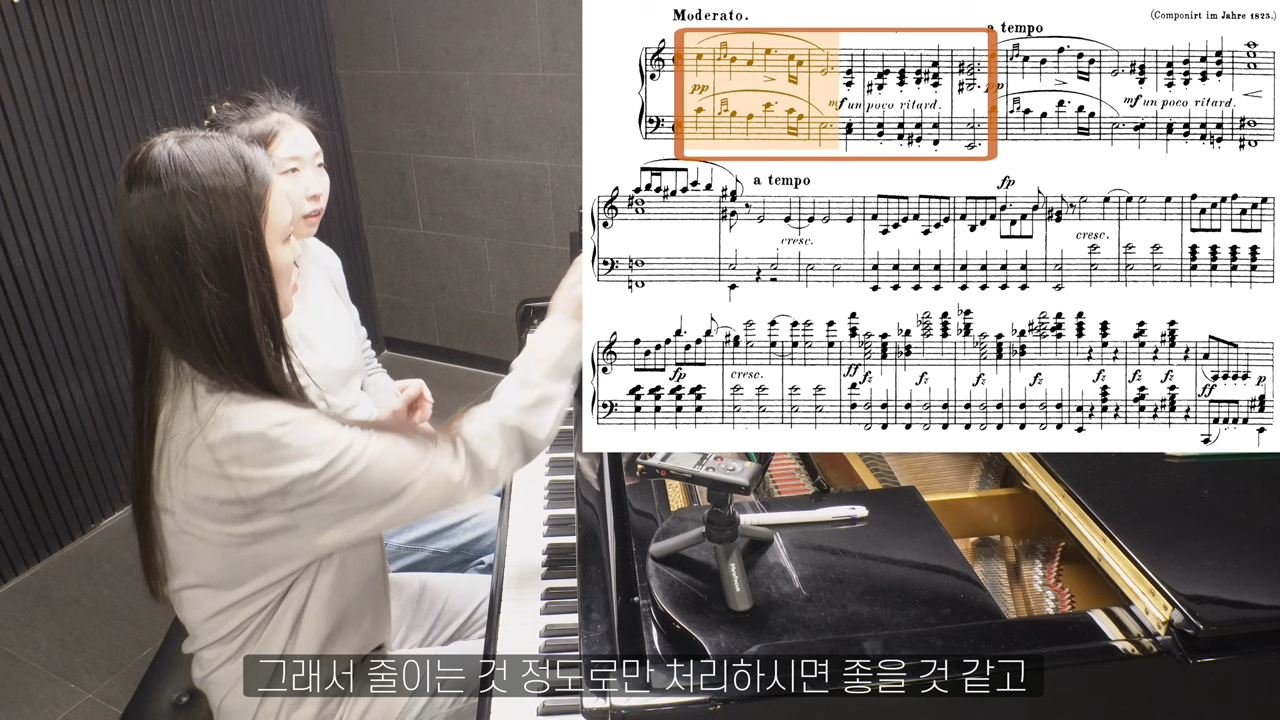 Moderato.
(Componirt im Jahre 1825.)
a tempo
pp
pp
mf un poco ritard.
mf un poco ritard.
a tempo
fp
cresc.
cresc.
fp
cresc.
ff
fz
fz
fz
fz
fz
fz
fz
ff
p
그래서 줄이는 것 정도로만 처리하시면 좋을 것 같고